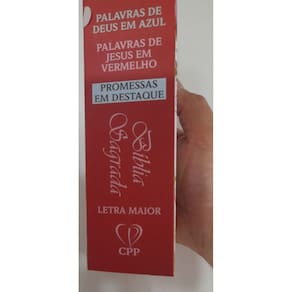 PALAVRAS DE
DEUS EM AZUL
PALAVRAS DE
JESUS EM
VERMELHO
PROMESSAS
EM DESTAQUE
Bíblia
Sagrada
LETRA MAIOR
CPP